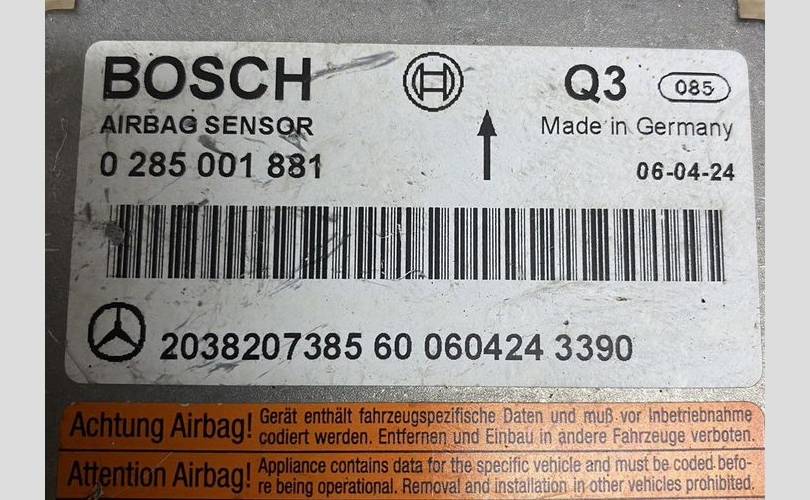 BOSCH Q3 085
AIRBAG SENSOR Made in Germany
0 285 001 881 06-04-24
2038207385 60 060424 3390
Achtung Airbag! Gerät enthält fahrzeugspezifische Daten und muß vor Inbetriebnahme
codiert werden. Entfernen und Einbau in andere Fahrzeuge verboten.
Attention Airbag! Appliance contains data for the specific vehicle and must be coded befo-
re being operational. Removal and installation in other vehicles prohibited.